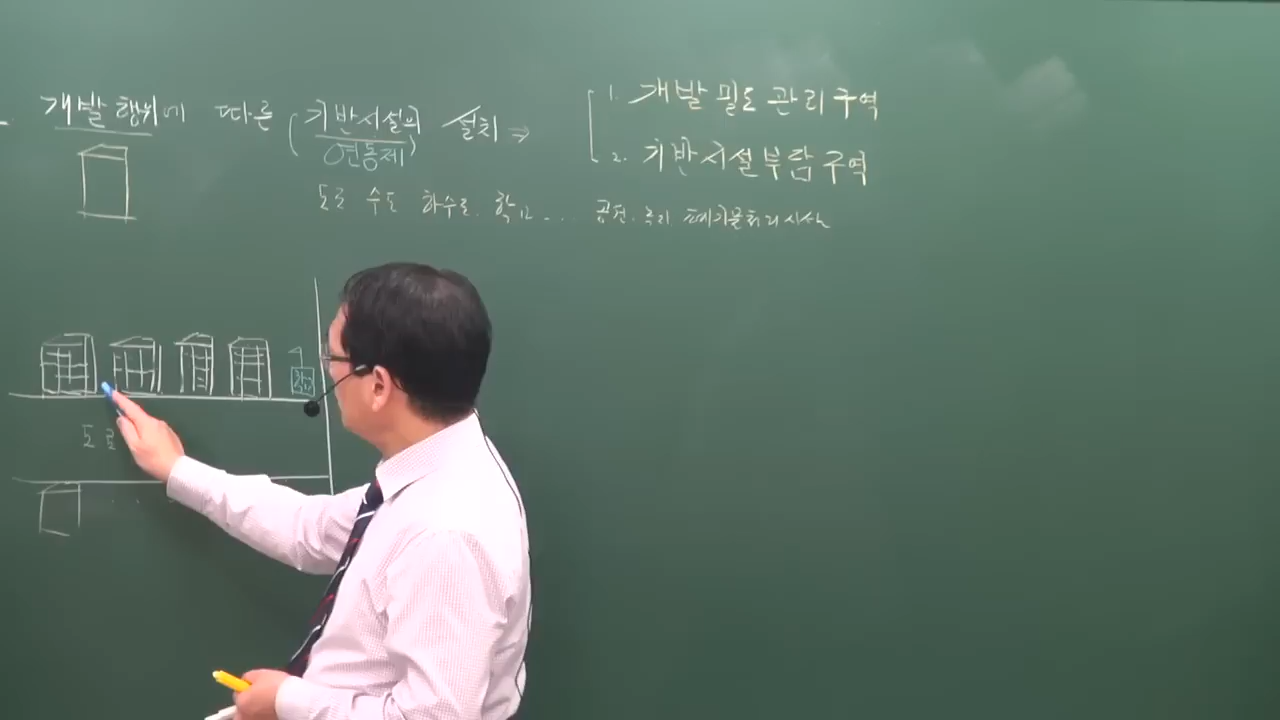 개발행위에 따른 (기반시설의 설치 ⇒
연동제)
1. 개발밀도관리구역
2. 기반시설부담구역
도로 수도 하수도. 학교 .... 공원. 녹지 폐기물처리시설
학교
도로